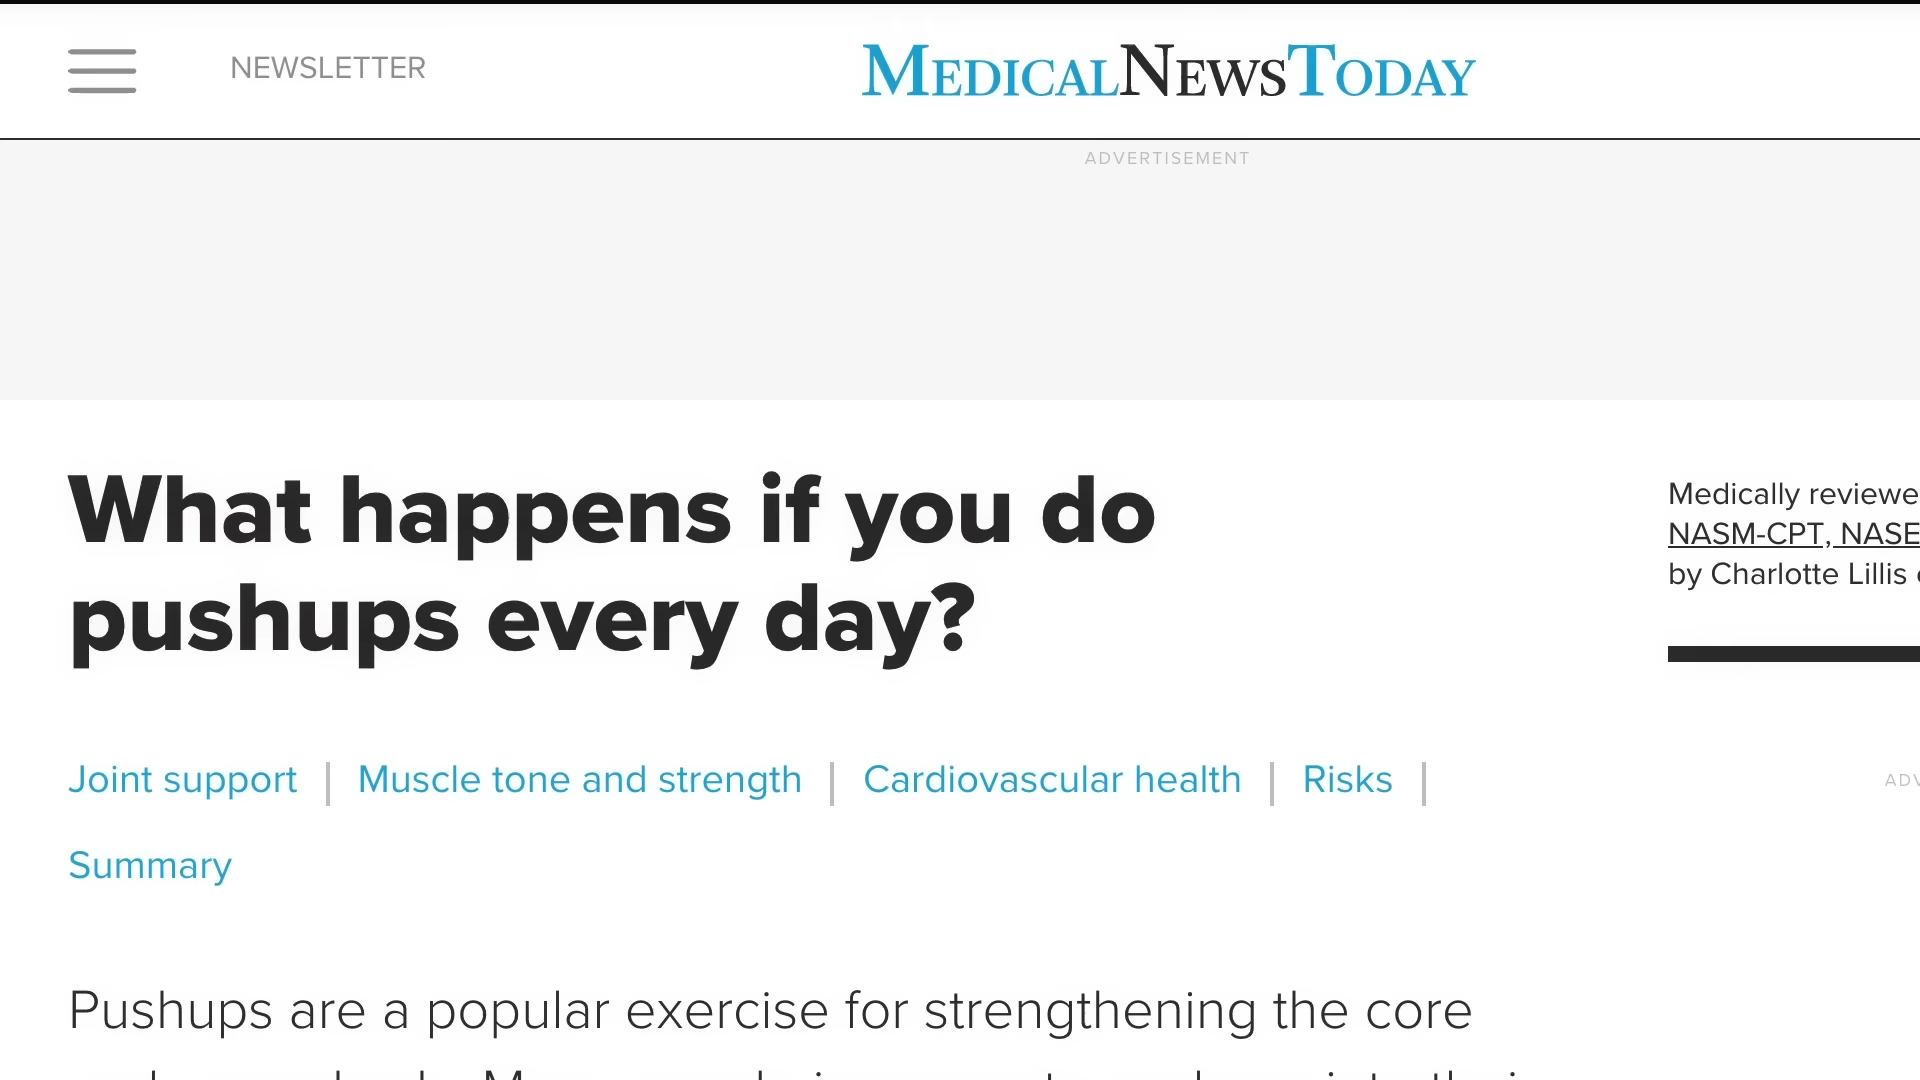 NEWSLETTER
MEDICALNEWSTODAY
ADVERTISEMENT
What happens if you do
pushups every day?
Medically reviewe
NASM-CPT, NASE
by Charlotte Lillis
Joint support | Muscle tone and strength | Cardiovascular health | Risks |
ADV
Summary
Pushups are a popular exercise for strengthening the core